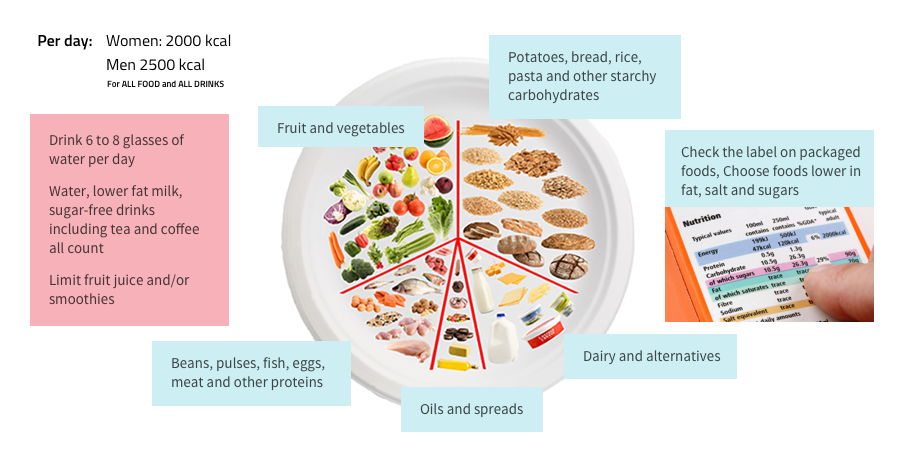 Per day: Women: 2000 kcal
Men 2500 kcal
For ALL FOOD and ALL DRINKS
Potatoes, bread, rice,
pasta and other starchy
carbohydrates
Fruit and vegetables
Drink 6 to 8 glasses of
water per day
Water, lower fat milk,
sugar-free drinks
including tea and coffee
all count
Limit fruit juice and/or
smoothies
Check the label on packaged
foods, Choose foods lower in
fat, salt and sugars
Nutrition
Typical values 100ml contains 250ml contains %GDA* typical adult
Energy 199kJ 500kJ
47kcal 120kcal 6% 2000kcal
Protein 0.5g 1.3g
Carbohydrate 10.5g 26.3g
of which sugars 10.5g 26.3g 29% 90g
Fat trace trace
of which saturates trace trace
Fibre trace
Sodium trace
Salt equivalent trace
daily amounts
Beans, pulses, fish, eggs,
meat and other proteins
Dairy and alternatives
Oils and spreads